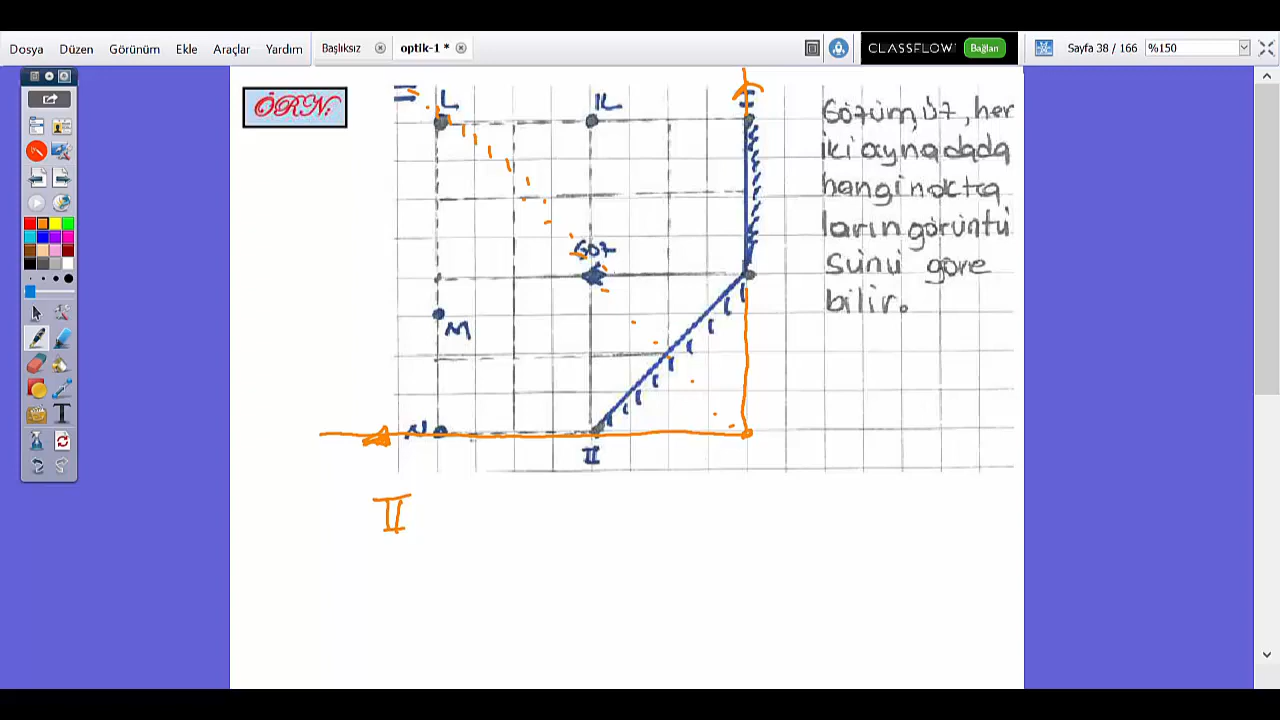 Dosya Düzen Görünüm Ekle Araçlar Yardım Başlıksız optik-1 * CLASSFLOW Bağlan Sayfa 38 / 166 %150
ÖRN:
L
K
I
Gözümüz, her
iki aynadada
hangi nokta
ların görüntü
sünü göre
bilir.
GÖZ
M
N
II
II